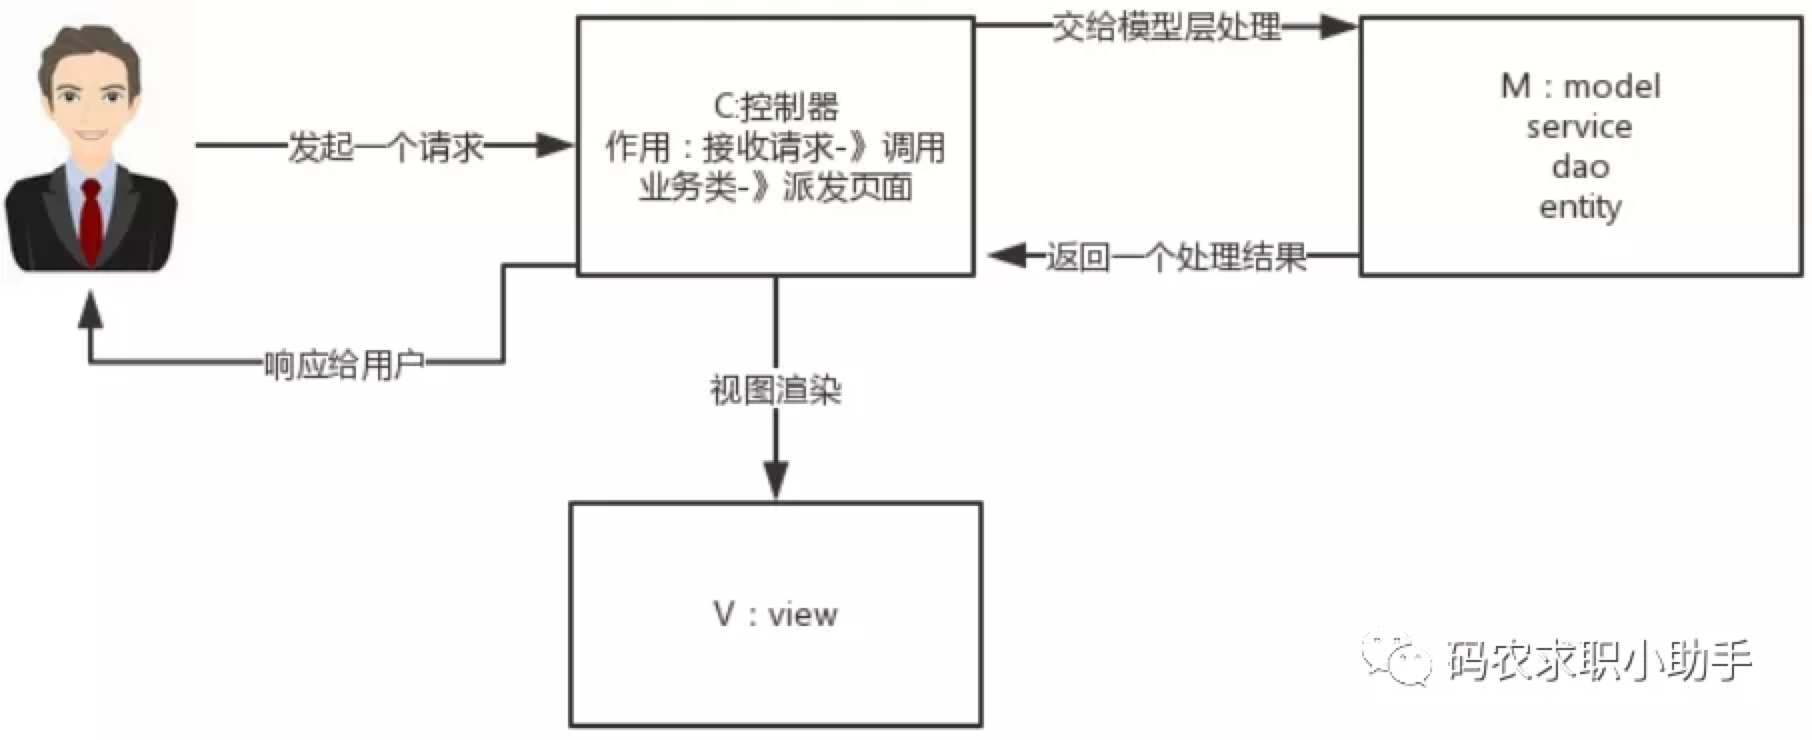 交给模型层处理
C:控制器
作用：接收请求-》调用
业务类-》派发页面
M：model
service
dao
entity
发起一个请求
返回一个处理结果
响应给用户
视图渲染
V：view
码农求职小助手